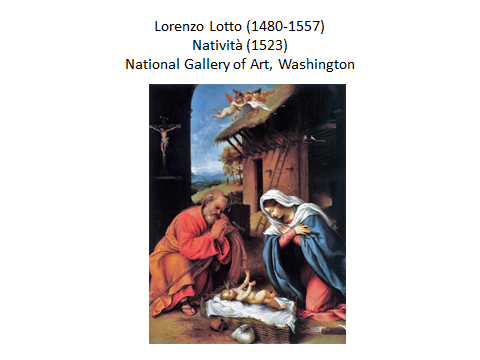 Lorenzo Lotto (1480-1557)
Natività (1523)
National Gallery of Art, Washington